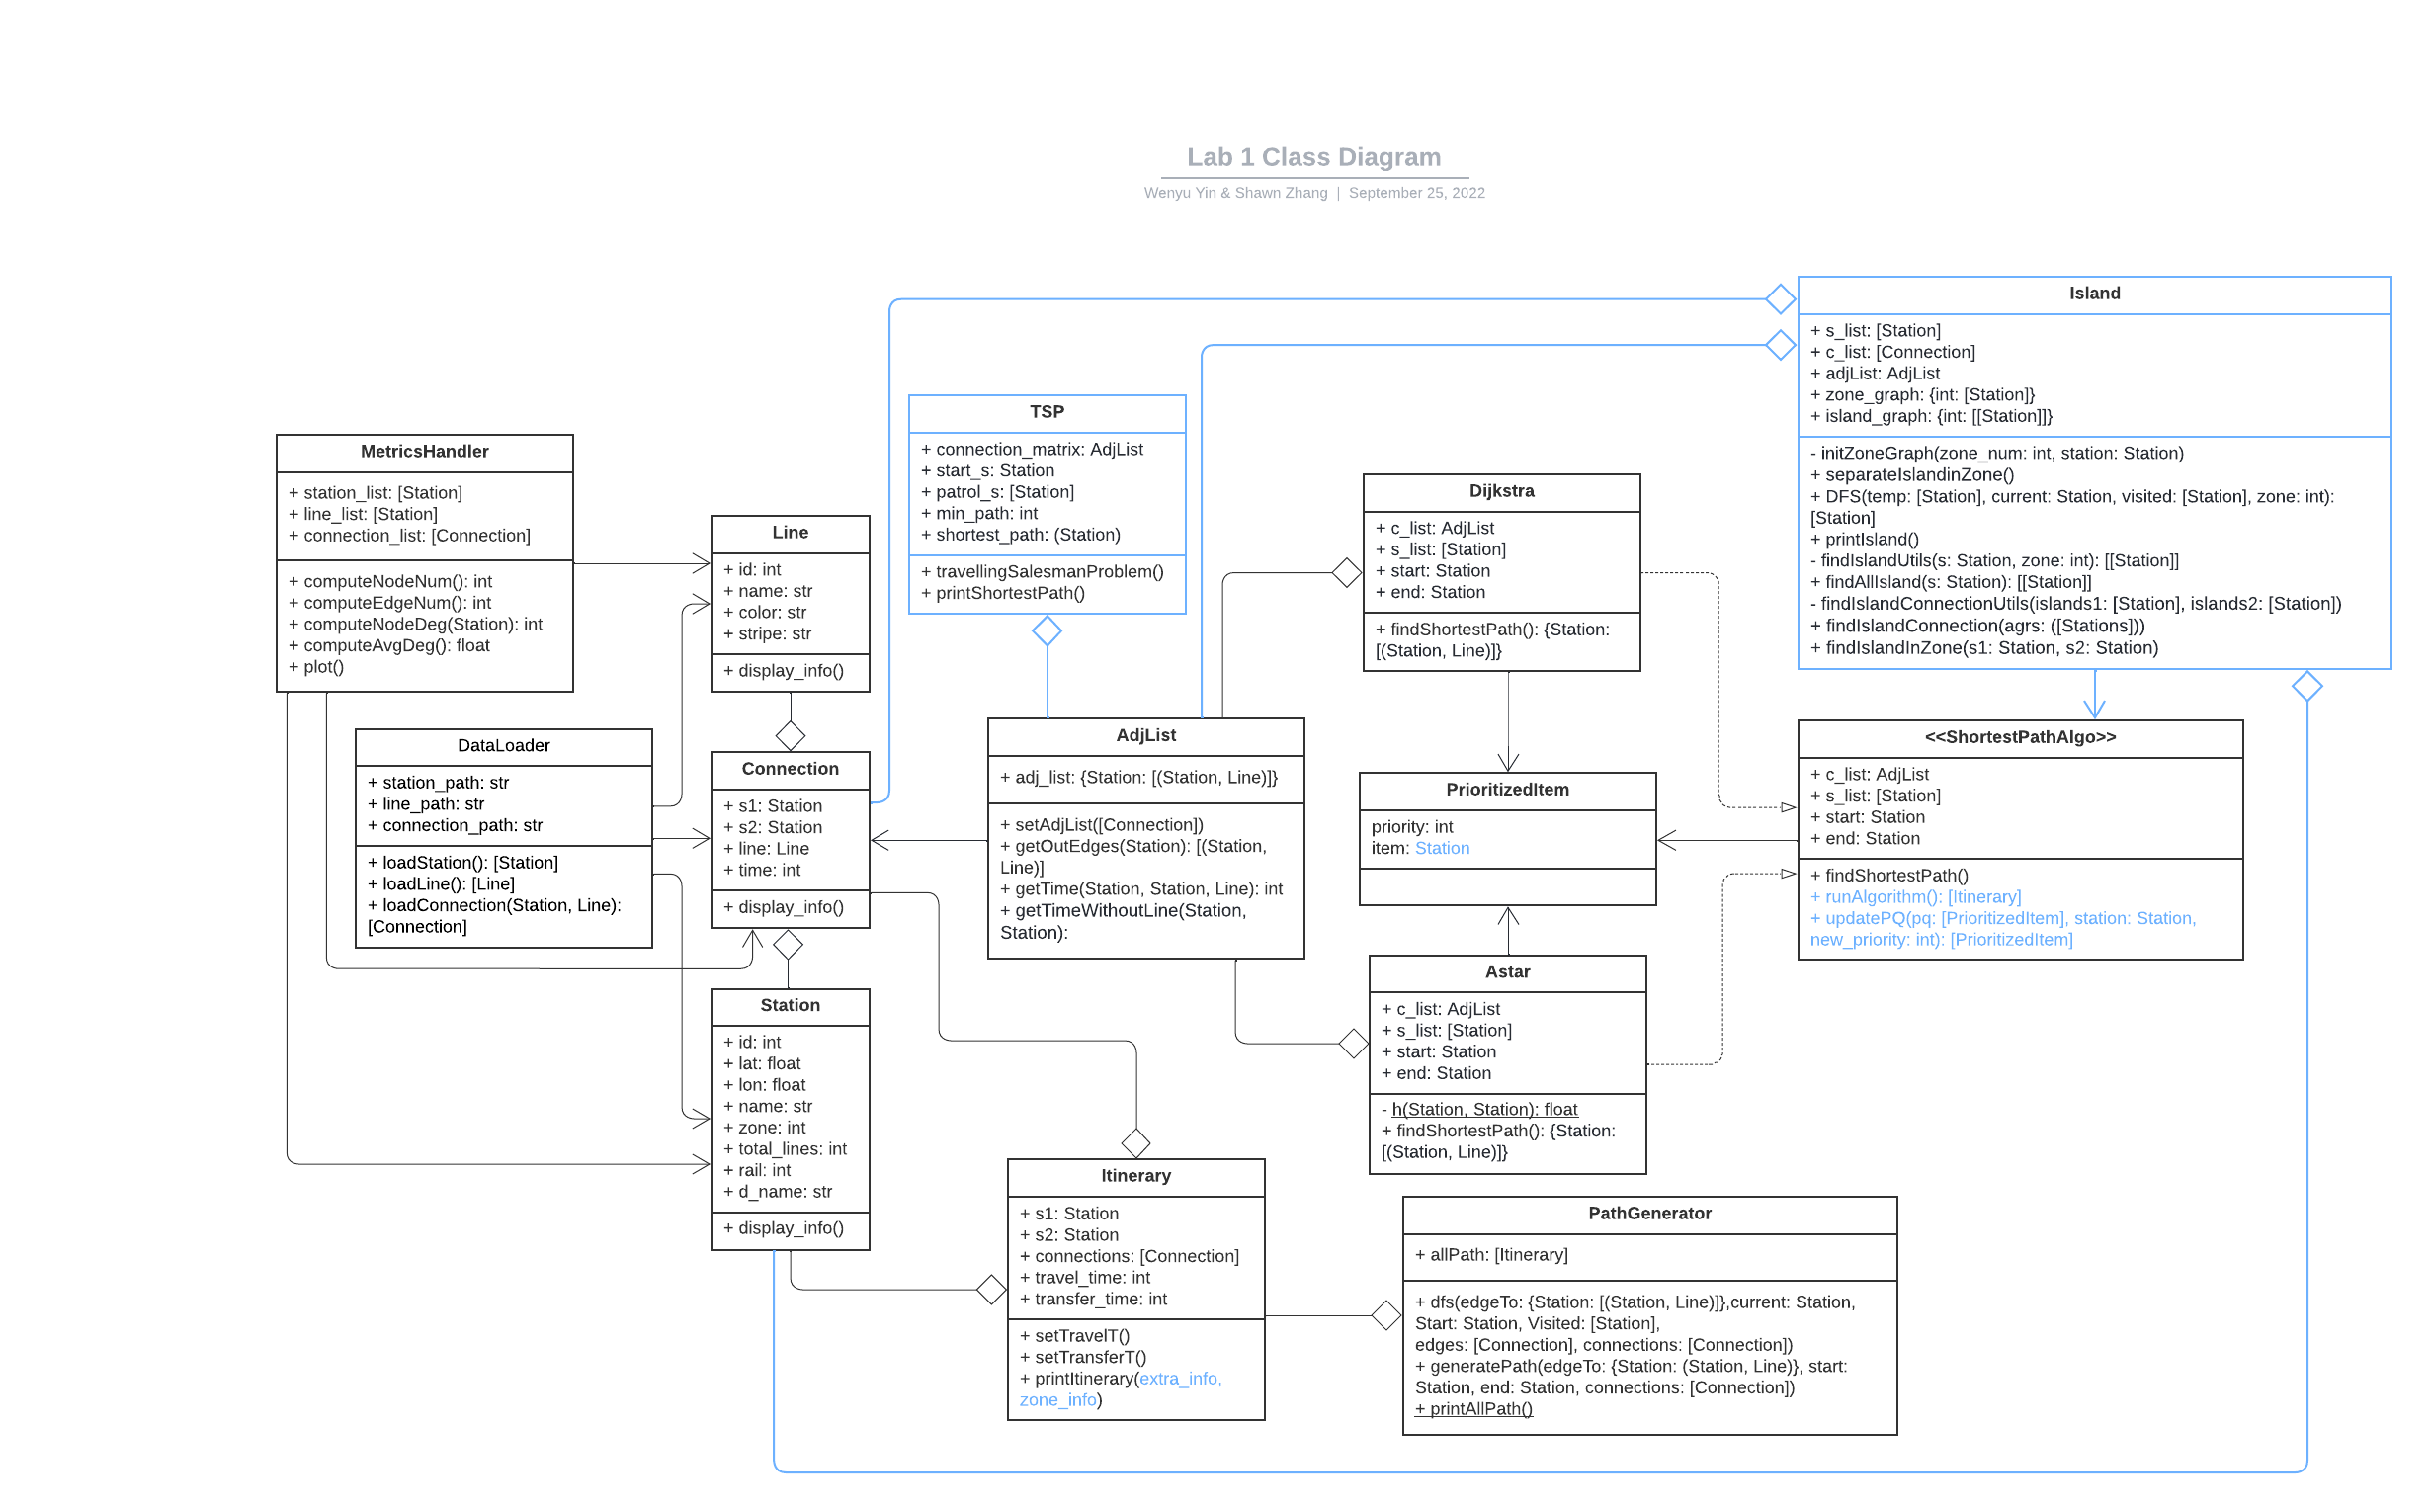 Lab 1 Class Diagram
Wenyu Yin & Shawn Zhang | September 25, 2022
Island
+ s_list: [Station]
+ c_list: [Connection]
+ adjList: AdjList
+ zone_graph: {int: [Station]}
+ island_graph: {int: [[Station]]}
- initZoneGraph(zone_num: int, station: Station)
+ separateIslandinZone()
+ DFS(temp: [Station], current: Station, visited: [Station], zone: int):
[Station]
+ printIsland()
- findIslandUtils(s: Station, zone: int): [[Station]]
+ findAllIsland(s: Station): [[Station]]
- findIslandConnectionUtils(islands1: [Station], islands2: [Station])
+ findIslandConnection(agrs: ([Stations]))
+ findIslandInZone(s1: Station, s2: Station)
TSP
+ connection_matrix: AdjList
+ start_s: Station
+ patrol_s: [Station]
+ min_path: int
+ shortest_path: (Station)
+ travellingSalesmanProblem()
+ printShortestPath()
MetricsHandler
+ station_list: [Station]
+ line_list: [Station]
+ connection_list: [Connection]
+ computeNodeNum(): int
+ computeEdgeNum(): int
+ computeNodeDeg(Station): int
+ computeAvgDeg(): float
+ plot()
Line
+ id: int
+ name: str
+ color: str
+ stripe: str
+ display_info()
Dijkstra
+ c_list: AdjList
+ s_list: [Station]
+ start: Station
+ end: Station
+ findShortestPath(): {Station:
[(Station, Line)]}
DataLoader
+ station_path: str
+ line_path: str
+ connection_path: str
+ loadStation(): [Station]
+ loadLine(): [Line]
+ loadConnection(Station, Line):
[Connection]
Connection
+ s1: Station
+ s2: Station
+ line: Line
+ time: int
+ display_info()
AdjList
+ adj_list: {Station: [(Station, Line)]}
+ setAdjList([Connection])
+ getOutEdges(Station): [(Station,
Line)]
+ getTime(Station, Station, Line): int
+ getTimeWithoutLine(Station,
Station):
PrioritizedItem
priority: int
item: Station
<<ShortestPathAlgo>>
+ c_list: AdjList
+ s_list: [Station]
+ start: Station
+ end: Station
+ findShortestPath()
+ runAlgorithm(): [Itinerary]
+ updatePQ(pq: [PrioritizedItem], station: Station,
new_priority: int): [PrioritizedItem]
Station
+ id: int
+ lat: float
+ lon: float
+ name: str
+ zone: int
+ total_lines: int
+ rail: int
+ d_name: str
+ display_info()
Astar
+ c_list: AdjList
+ s_list: [Station]
+ start: Station
+ end: Station
- h(Station, Station): float
+ findShortestPath(): {Station:
[(Station, Line)]}
Itinerary
+ s1: Station
+ s2: Station
+ connections: [Connection]
+ travel_time: int
+ transfer_time: int
+ setTravelT()
+ setTransferT()
+ printItinerary(extra_info,
zone_info)
PathGenerator
+ allPath: [Itinerary]
+ dfs(edgeTo: {Station: [(Station, Line)]},current: Station,
Start: Station, Visited: [Station],
edges: [Connection], connections: [Connection])
+ generatePath(edgeTo: {Station: (Station, Line)}, start:
Station, end: Station, connections: [Connection])
+ printAllPath()